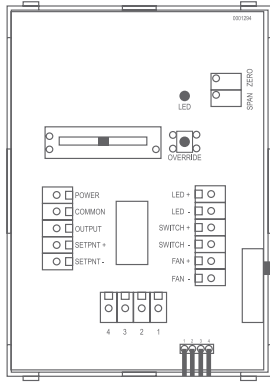 0001294
ZERO
SPAN
LED
OVERRIDE
POWER
COMMON
OUTPUT
SETPNT +
SETPNT -
LED +
LED -
SWITCH +
SWITCH -
FAN +
FAN -
4 3 2 1
1 2 3 4